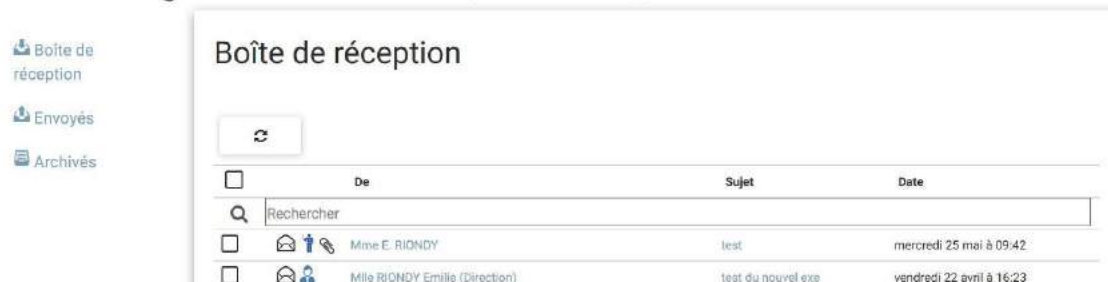 Boîte de
réception
Envoyés
Archivés
Boîte de réception
De Sujet Date
Rechercher
Mme E. RIONDY test mercredi 25 mai à 09:42
Mlle RIONDY Emilie (Direction) test du nouvel exe vendredi 22 avril à 16:23